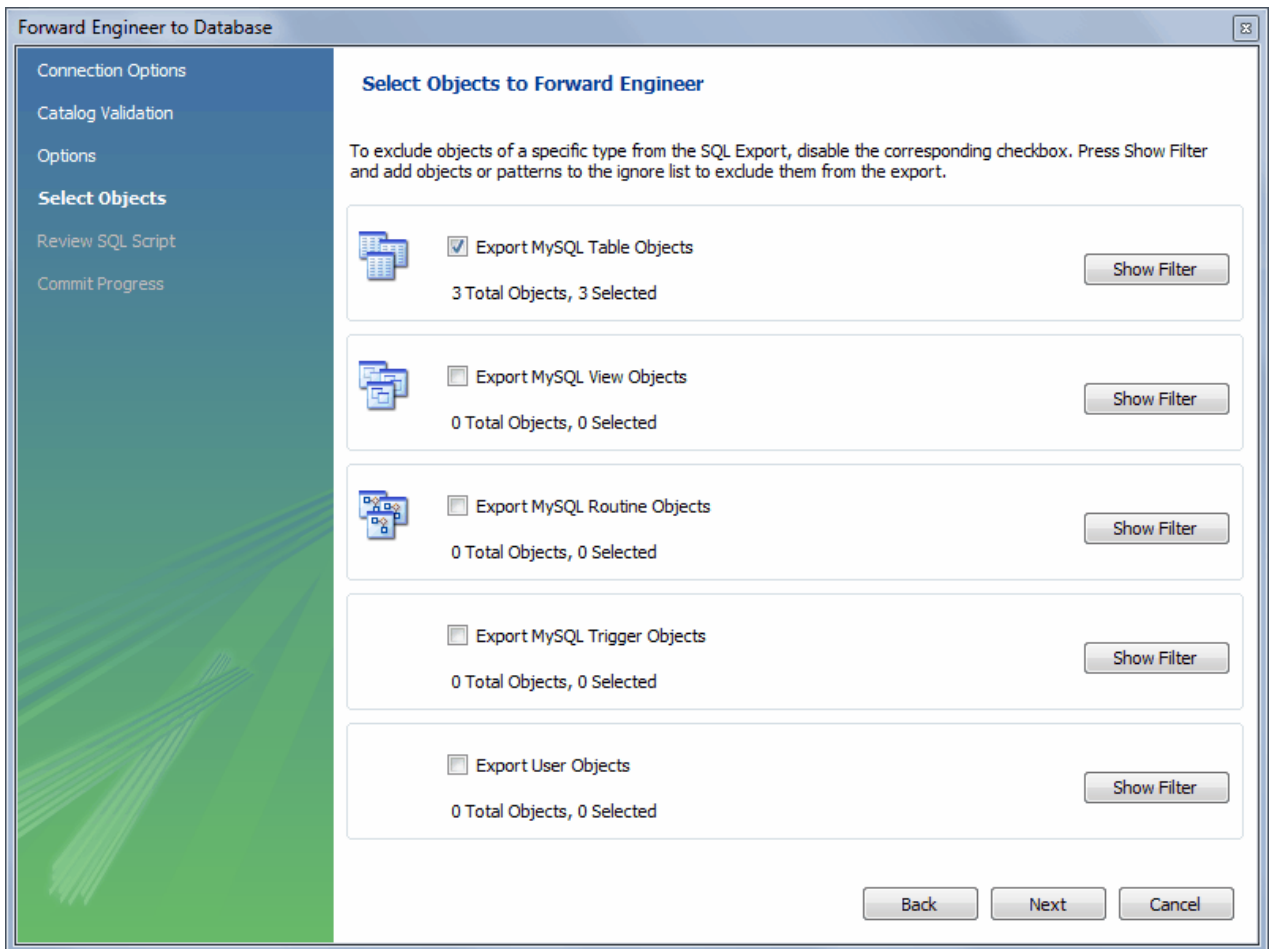 Forward Engineer to Database
Connection Options
Catalog Validation
Options
Select Objects
Review SQL Script
Commit Progress
Select Objects to Forward Engineer
To exclude objects of a specific type from the SQL Export, disable the corresponding checkbox. Press Show Filter
and add objects or patterns to the ignore list to exclude them from the export.
Export MySQL Table Objects
Show Filter
3 Total Objects, 3 Selected
Export MySQL View Objects
Show Filter
0 Total Objects, 0 Selected
Export MySQL Routine Objects
Show Filter
0 Total Objects, 0 Selected
Export MySQL Trigger Objects
Show Filter
0 Total Objects, 0 Selected
Export User Objects
Show Filter
0 Total Objects, 0 Selected
Back
Next
Cancel